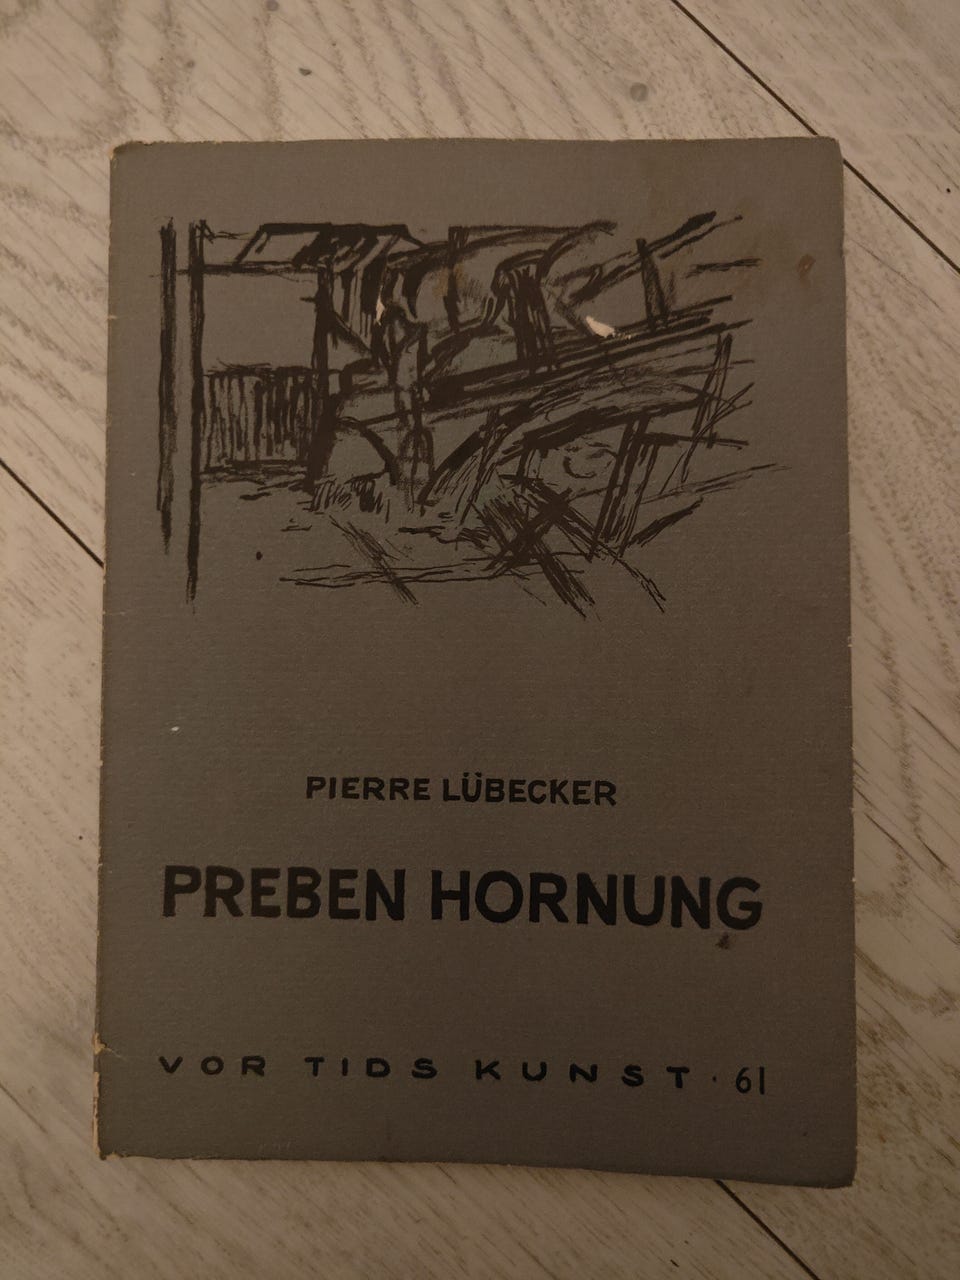 PIERRE LÜBECKER
PREBEN HORNUNG
VOR TIDS KUNST · 61